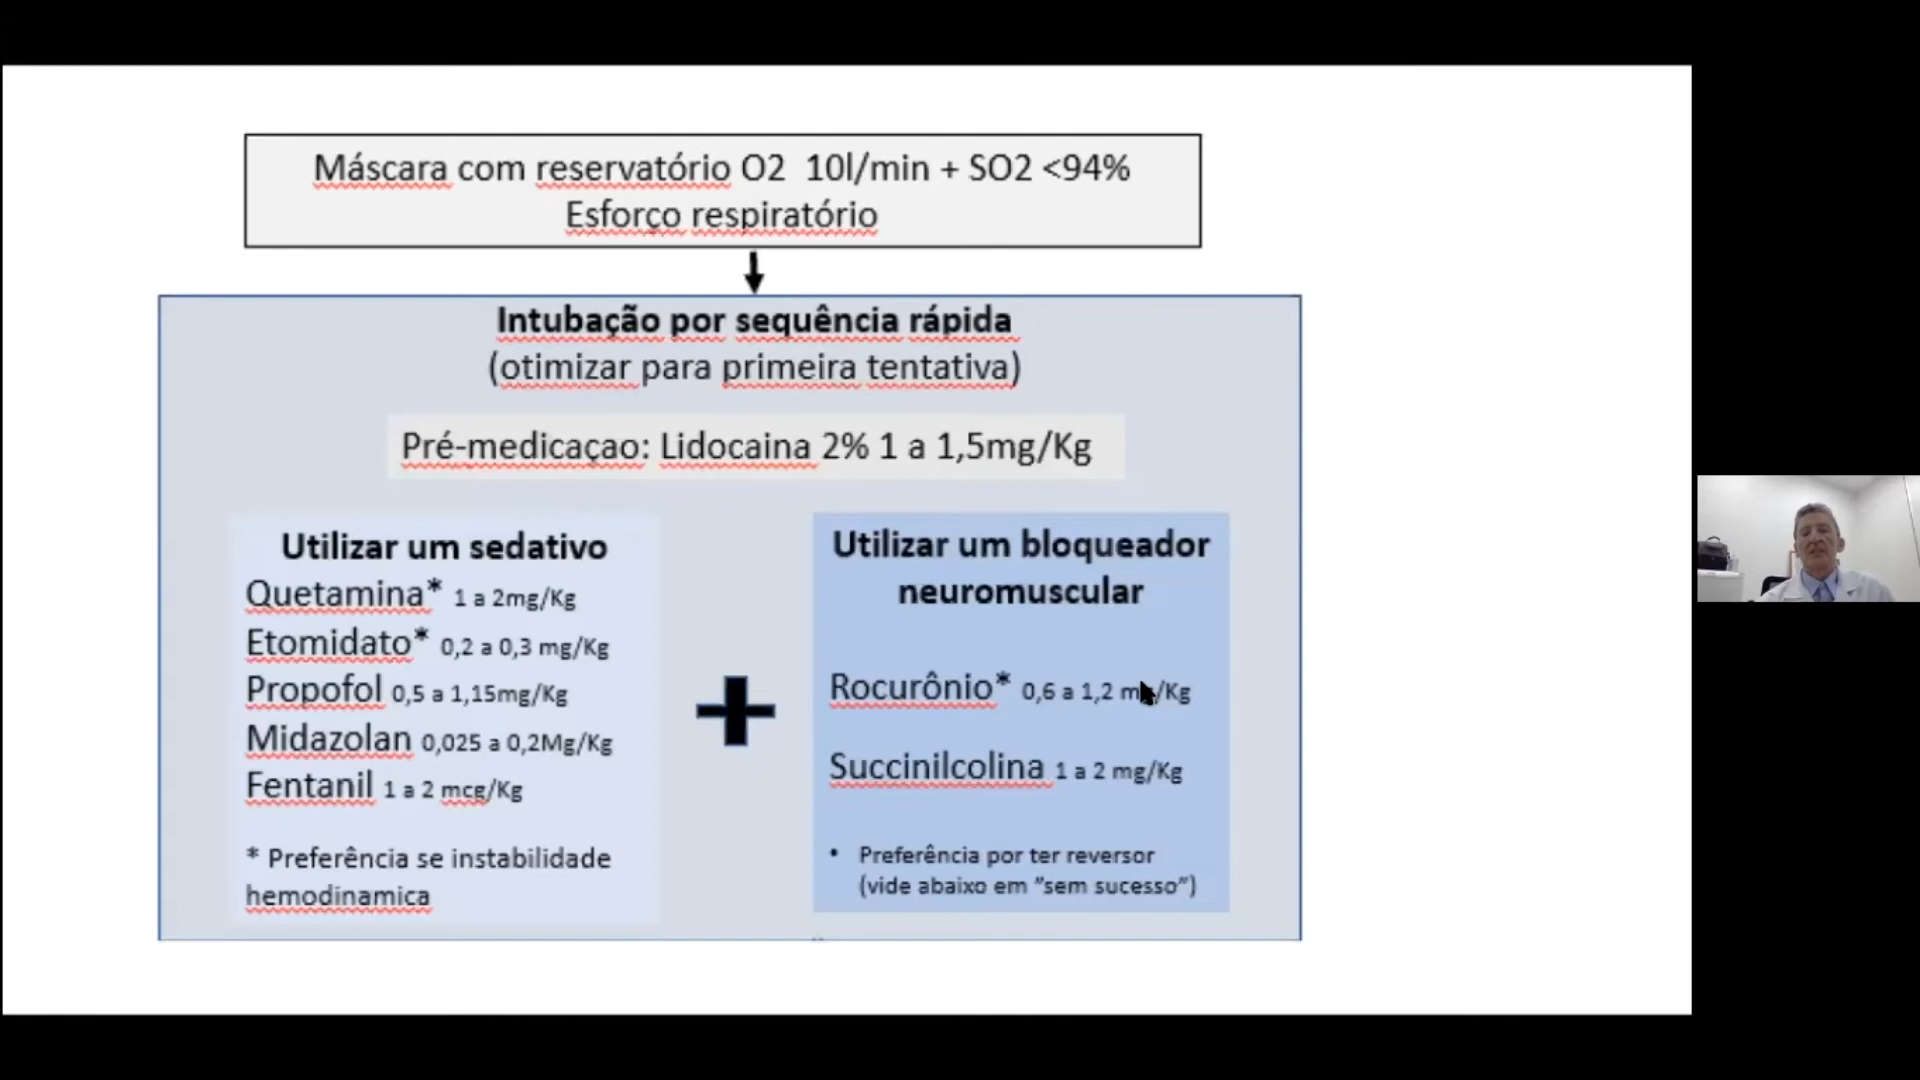 Máscara com reservatório O2 10l/min + SO2 <94%
Esforço respiratório
Intubação por sequência rápida
(otimizar para primeira tentativa)
Pré-medicaçao: Lidocaina 2% 1 a 1,5mg/Kg
Utilizar um sedativo
Quetamina* 1 a 2mg/Kg
Etomidato* 0,2 a 0,3 mg/Kg
Propofol 0,5 a 1,15mg/Kg
Midazolan 0,025 a 0,2Mg/Kg
Fentanil 1 a 2 mcg/Kg
* Preferência se instabilidade
hemodinamica
Utilizar um bloqueador
neuromuscular
Rocurônio* 0,6 a 1,2 mg/Kg
Succinilcolina 1 a 2 mg/Kg
• Preferência por ter reversor
(vide abaixo em "sem sucesso")